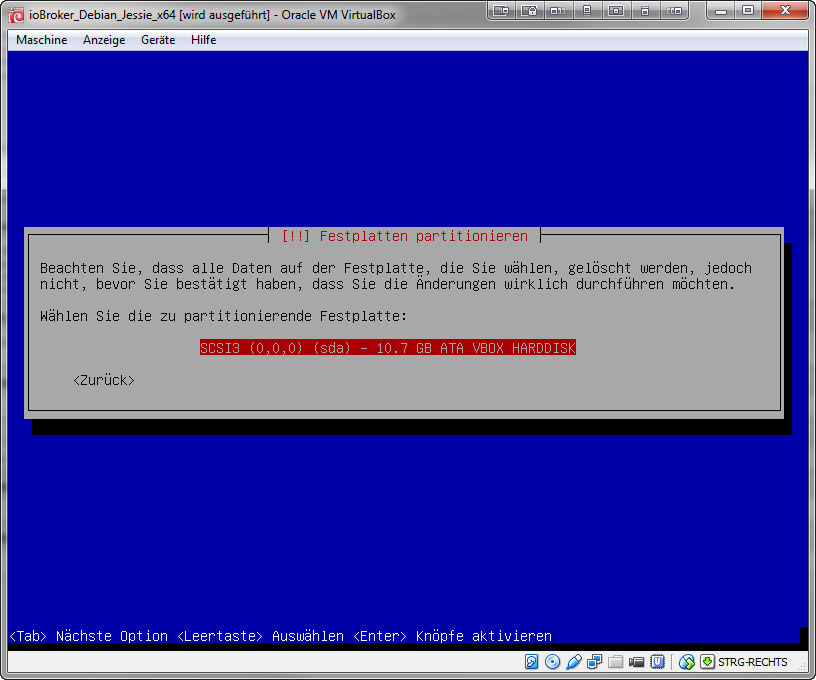 ioBroker_Debian_Jessie_x64 [wird ausgeführt] - Oracle VM VirtualBox
Maschine Anzeige Geräte Hilfe
[!!] Festplatten partitionieren
Beachten Sie, dass alle Daten auf der Festplatte, die Sie wählen, gelöscht werden, jedoch
nicht, bevor Sie bestätigt haben, dass Sie die Änderungen wirklich durchführen möchten.
Wählen Sie die zu partitionierende Festplatte:
SCSI3 (0,0,0) (sda) - 10.7 GB ATA VBOX HARDDISK
<Zurück>
<Tab> Nächste Option <Leertaste> Auswählen <Enter> Knöpfe aktivieren
STRG-RECHTS